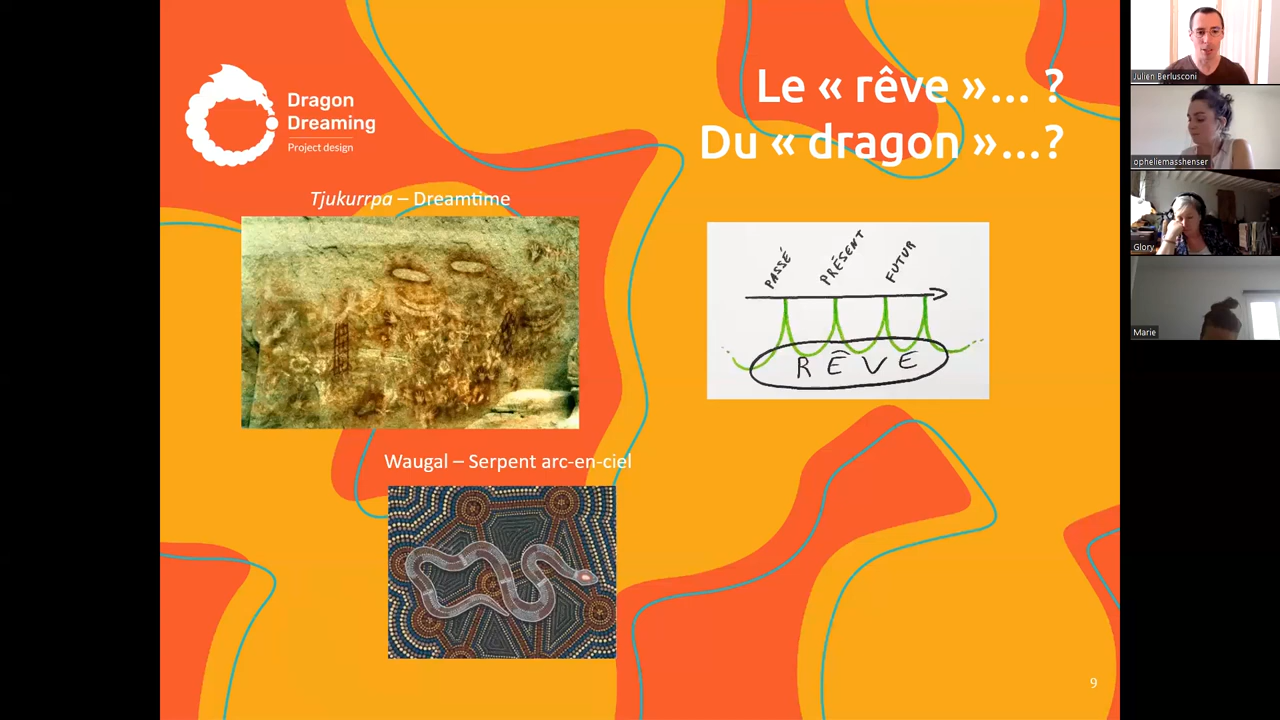 Dragon
Dreaming
Project design
Le « rêve »... ?
Du « dragon »...?
Tjukurrpa – Dreamtime
PASSÉ
PRÉSENT
FUTUR
RÊVE
Waugal – Serpent arc-en-ciel
9
Julien Berlusconi
opheliemasshenser
Glory
Marie